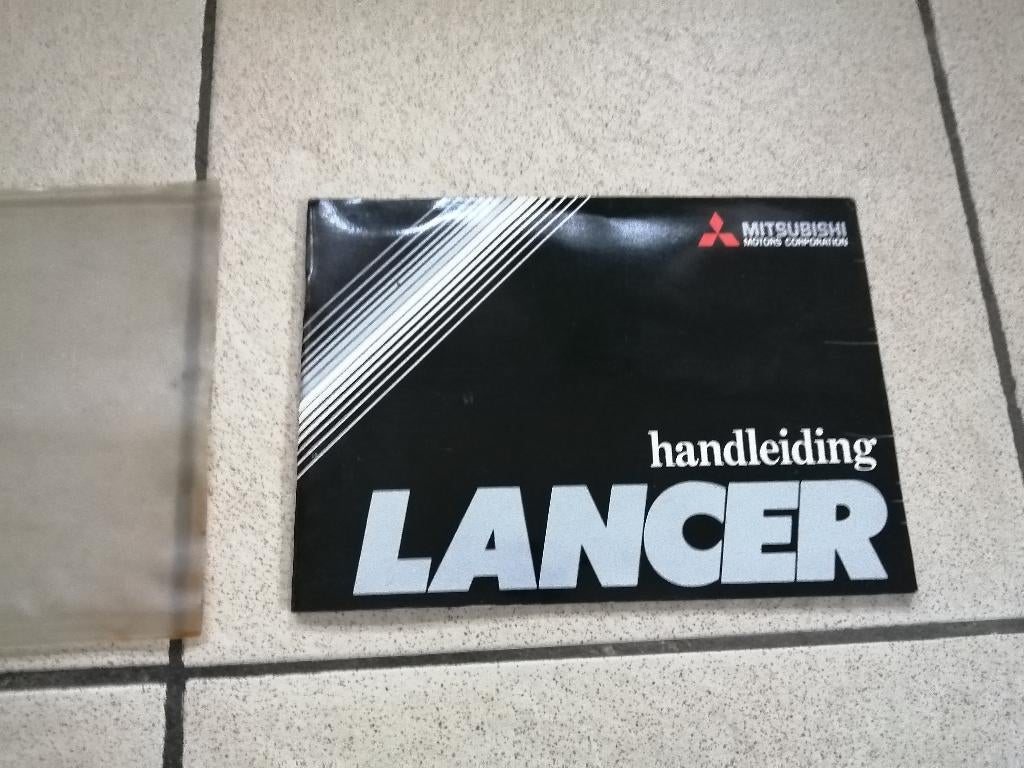 MITSUBISHI
MOTORS CORPORATION
handleiding
LANCER